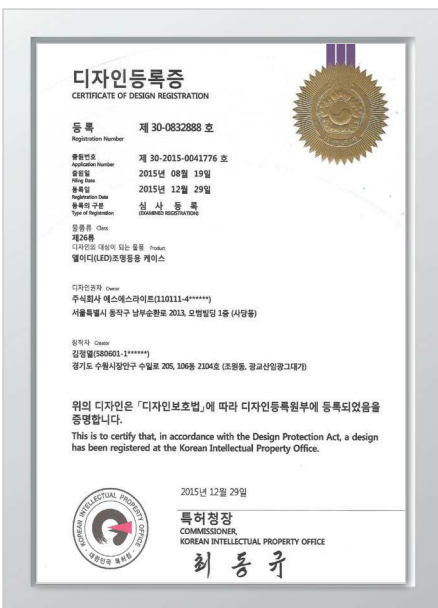 디자인등록증
CERTIFICATE OF DESIGN REGISTRATION
등 록 제 30-0832888 호
Registration Number
출원번호 제 30-2015-0041776 호
Application Number
출원일 2015년 08월 19일
Filing Date
등록일 2015년 12월 29일
Registration Date
등록의 구분 심 사 등 록
Type of Registration (EXAMINED REGISTRATION)
물품류 Class
제26류
디자인의 대상이 되는 물품 Product
엘이디(LED)조명등용 케이스
디자인권자 Owner
주식회사 에스에스라이트(110111-4******)
서울특별시 동작구 남부순환로 2013, 모범빌딩 1층 (사당동)
창작자 Creator
김정열(580601-1******)
경기도 수원시장안구 수일로 205, 106동 2104호 (조원동, 광교산임광그대가)
위의 디자인은 「디자인보호법」에 따라 디자인등록원부에 등록되었음을
증명합니다.
This is to certify that, in accordance with the Design Protection Act, a design
has been registered at the Korean Intellectual Property Office.
2015년 12월 29일
특허청장
COMMISSIONER,
KOREAN INTELLECTUAL PROPERTY OFFICE
최동규
KOREAN INTELLECTUAL PROPERTY OFFICE
대한민국 특허청